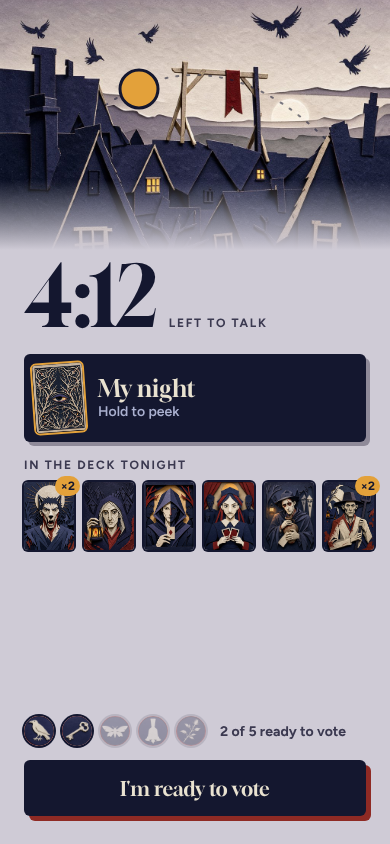 4:12 LEFT TO TALK
My night
Hold to peek
IN THE DECK TONIGHT
×2 ×2
2 of 5 ready to vote
I'm ready to vote